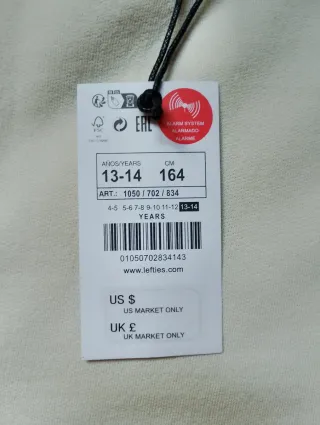 FSC
EAC
ALARM SYSTEM
ALARMADO
ALARME
AÑOS/YEARS CM
13-14 164
ART.: 1050 / 702 / 834
4-5 5-6 7-8 9-10 11-12 13-14
YEARS
01050702834143
www.lefties.com
US $
US MARKET ONLY
UK £
UK MARKET ONLY